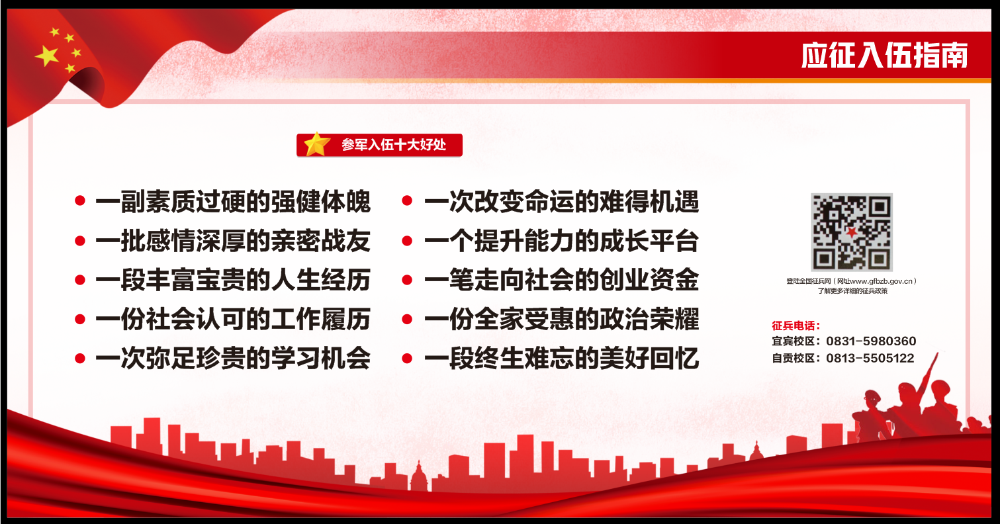 应征入伍指南
参军入伍十大好处
一副素质过硬的强健体魄
一批感情深厚的亲密战友
一段丰富宝贵的人生经历
一份社会认可的工作履历
一次弥足珍贵的学习机会
一次改变命运的难得机遇
一个提升能力的成长平台
一笔走向社会的创业资金
一份全家受惠的政治荣耀
一段终生难忘的美好回忆
登陆全国征兵网（网址www.gfbzb.gov.cn）
了解更多详细的征兵政策
征兵电话：
宜宾校区：0831-5980360
自贡校区：0813-5505122